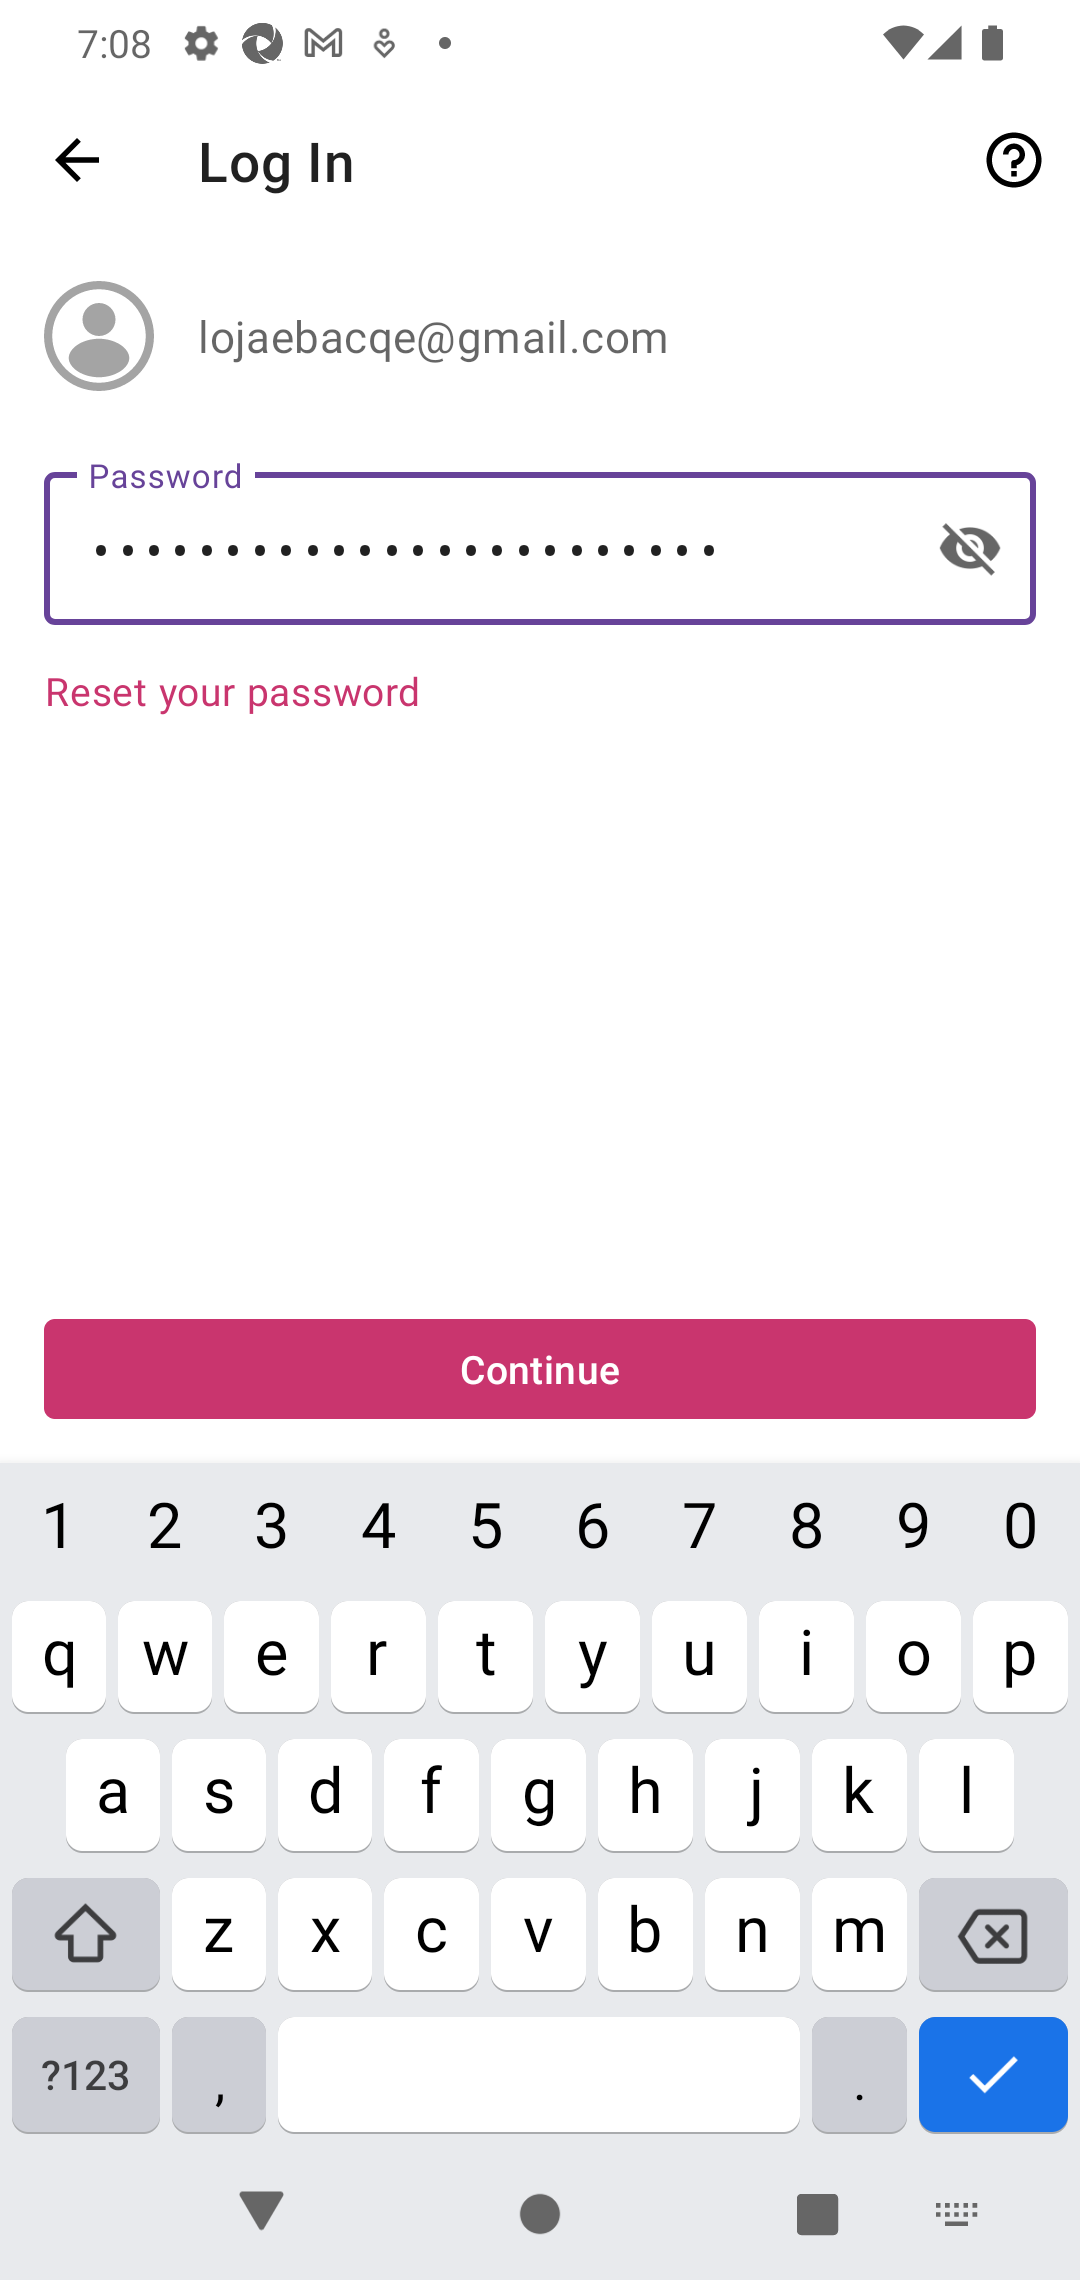 7:08
Log In
lojaebacqe@gmail.com
Password
••••••••••••••••••••••••
Reset your password
Continue
1 2 3 4 5 6 7 8 9 0
q w e r t y u i o p
a s d f g h j k l
z x c v b n m
?123 , .